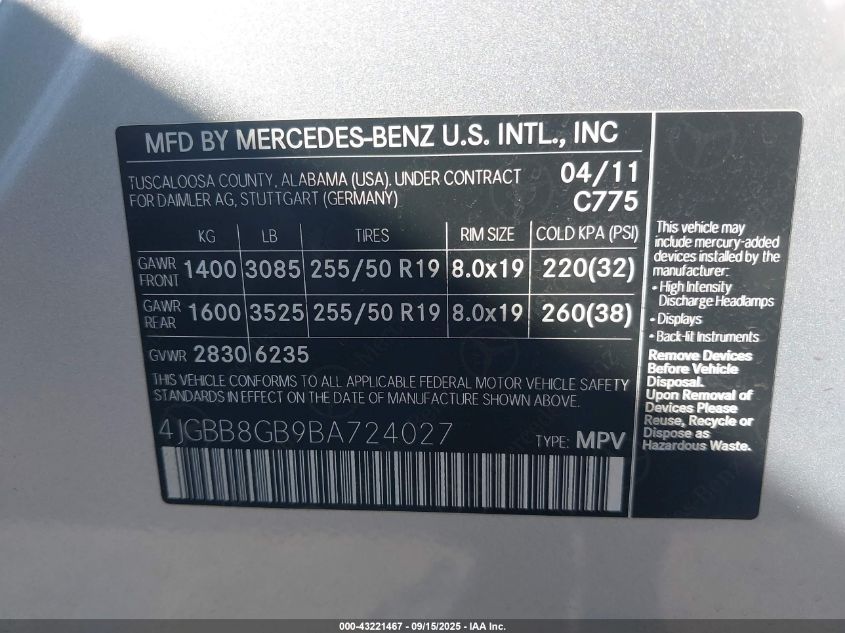 MFD BY MERCEDES-BENZ U.S. INTL., INC
TUSCALOOSA COUNTY, ALABAMA (USA). UNDER CONTRACT
FOR DAIMLER AG, STUTTGART (GERMANY)
04/11
C775
KG LB TIRES RIM SIZE COLD KPA (PSI)
GAWR FRONT 1400 3085 255/50 R19 8.0x19 220(32)
GAWR REAR 1600 3525 255/50 R19 8.0x19 260(38)
GVWR 2830 6235
THIS VEHICLE CONFORMS TO ALL APPLICABLE FEDERAL MOTOR VEHICLE SAFETY
STANDARDS IN EFFECT ON THE DATE OF MANUFACTURE SHOWN ABOVE.
4JGBB8GB9BA724027 TYPE: MPV
This vehicle may
include mercury-added
devices installed by the
manufacturer:
• High Intensity
Discharge Headlamps
• Displays
• Back-lit Instruments
Remove Devices
Before Vehicle
Disposal.
Upon Removal of
Devices Please
Reuse, Recycle or
Dispose as
Hazardous Waste.
000-43221467 - 09/15/2025 - IAA Inc.